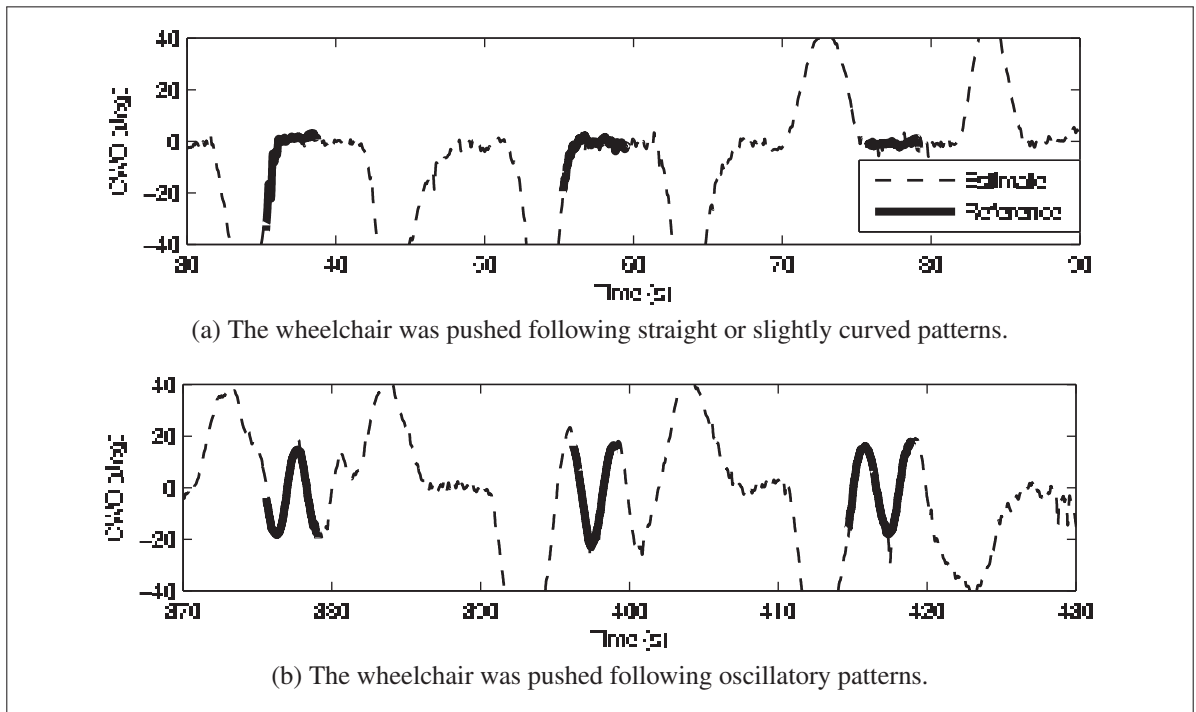 40
20
0
−20
−40
30 40 50 60 70 80 90
Time (s)
Estimate
Reference
(a) The wheelchair was pushed following straight or slightly curved patterns.
40
20
0
−20
−40
370 380 390 400 410 420 430
Time (s)
(b) The wheelchair was pushed following oscillatory patterns.